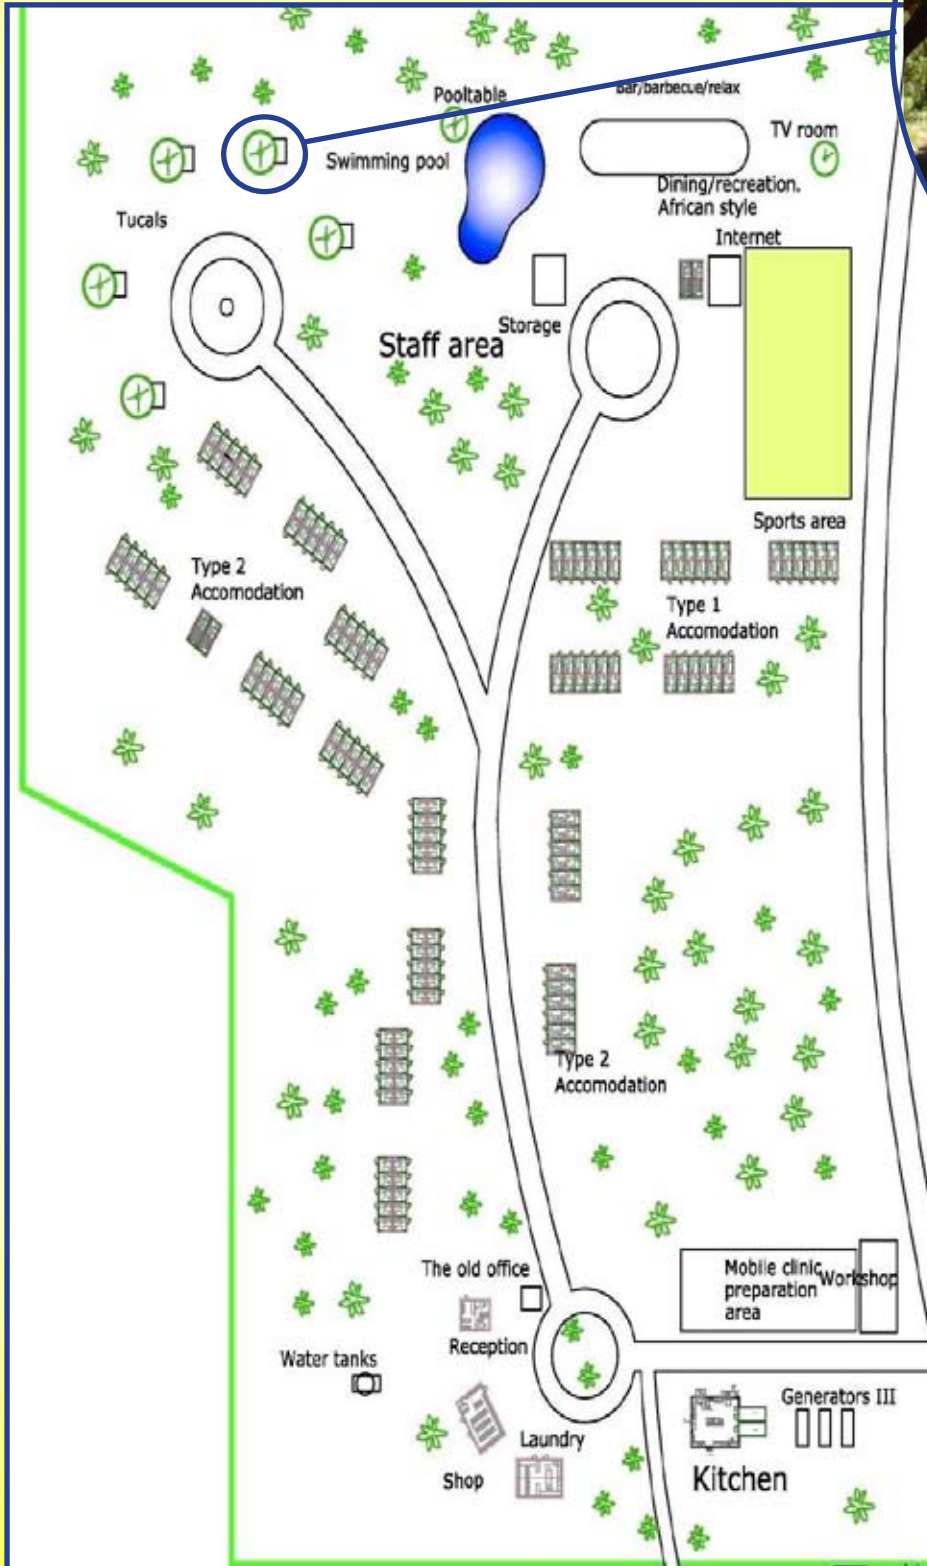 Pooltable
Bar/barbecue/relax
TV room
Swimming pool
Dining/recreation.
African style
Tucals
Internet
Storage
Staff area
Sports area
Type 2
Accomodation
Type 1
Accomodation
Type 2
Accomodation
The old office
Mobile clinic
preparation
area
Workshop
Reception
Water tanks
Generators III
Laundry
Shop
Kitchen